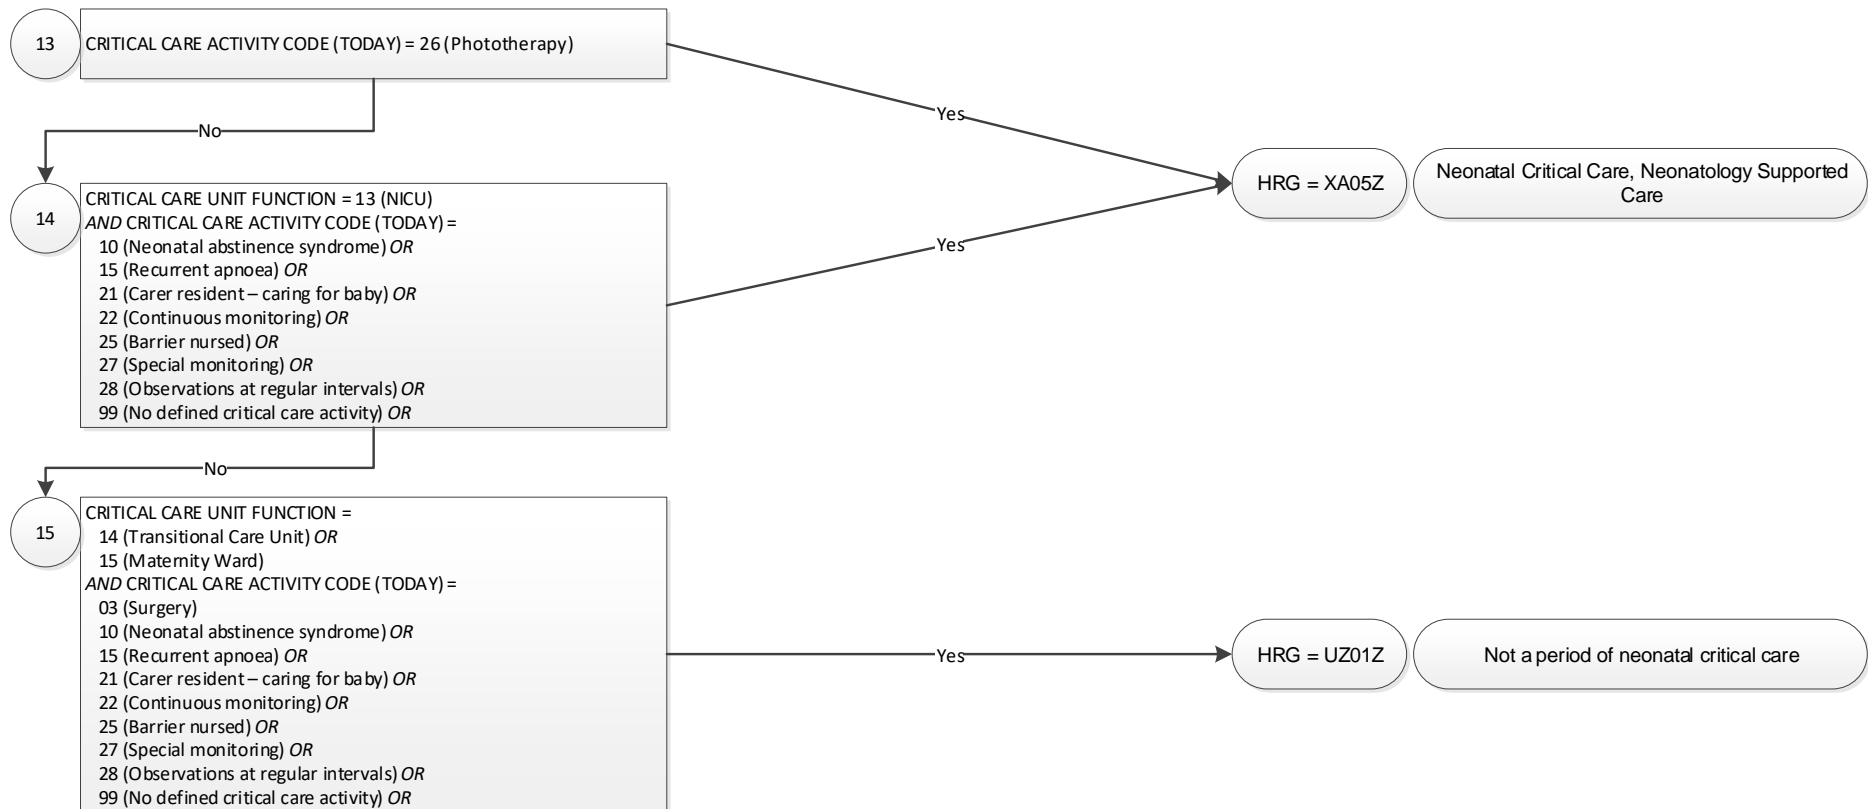 13
CRITICAL CARE ACTIVITY CODE (TODAY) = 26 (Phototherapy)
Yes
No
14
CRITICAL CARE UNIT FUNCTION = 13 (NICU)
AND CRITICAL CARE ACTIVITY CODE (TODAY) =
10 (Neonatal abstinence syndrome) OR
15 (Recurrent apnoea) OR
21 (Carer resident – caring for baby) OR
22 (Continuous monitoring) OR
25 (Barrier nursed) OR
27 (Special monitoring) OR
28 (Observations at regular intervals) OR
99 (No defined critical care activity) OR
Yes
HRG = XA05Z
Neonatal Critical Care, Neonatology Supported
Care
No
15
CRITICAL CARE UNIT FUNCTION =
14 (Transitional Care Unit) OR
15 (Maternity Ward)
AND CRITICAL CARE ACTIVITY CODE (TODAY) =
03 (Surgery)
10 (Neonatal abstinence syndrome) OR
15 (Recurrent apnoea) OR
21 (Carer resident – caring for baby) OR
22 (Continuous monitoring) OR
25 (Barrier nursed) OR
27 (Special monitoring) OR
28 (Observations at regular intervals) OR
99 (No defined critical care activity) OR
Yes
HRG = UZ01Z
Not a period of neonatal critical care